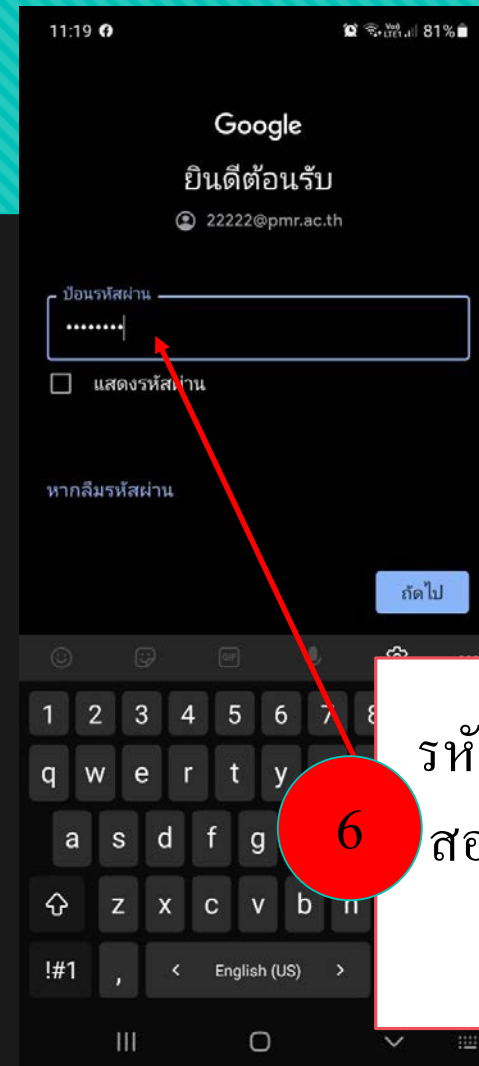 11:19
81%
Google
ยินดีต้อนรับ
22222@pmr.ac.th
ป้อนรหัสผ่าน
••••••••
แสดงรหัสผ่าน
หากลืมรหัสผ่าน
ถัดไป
GIF
1 2 3 4 5 6 7 8
q w e r t y
a s d f g
z x c v b n
!#1 , < English (US) >
6